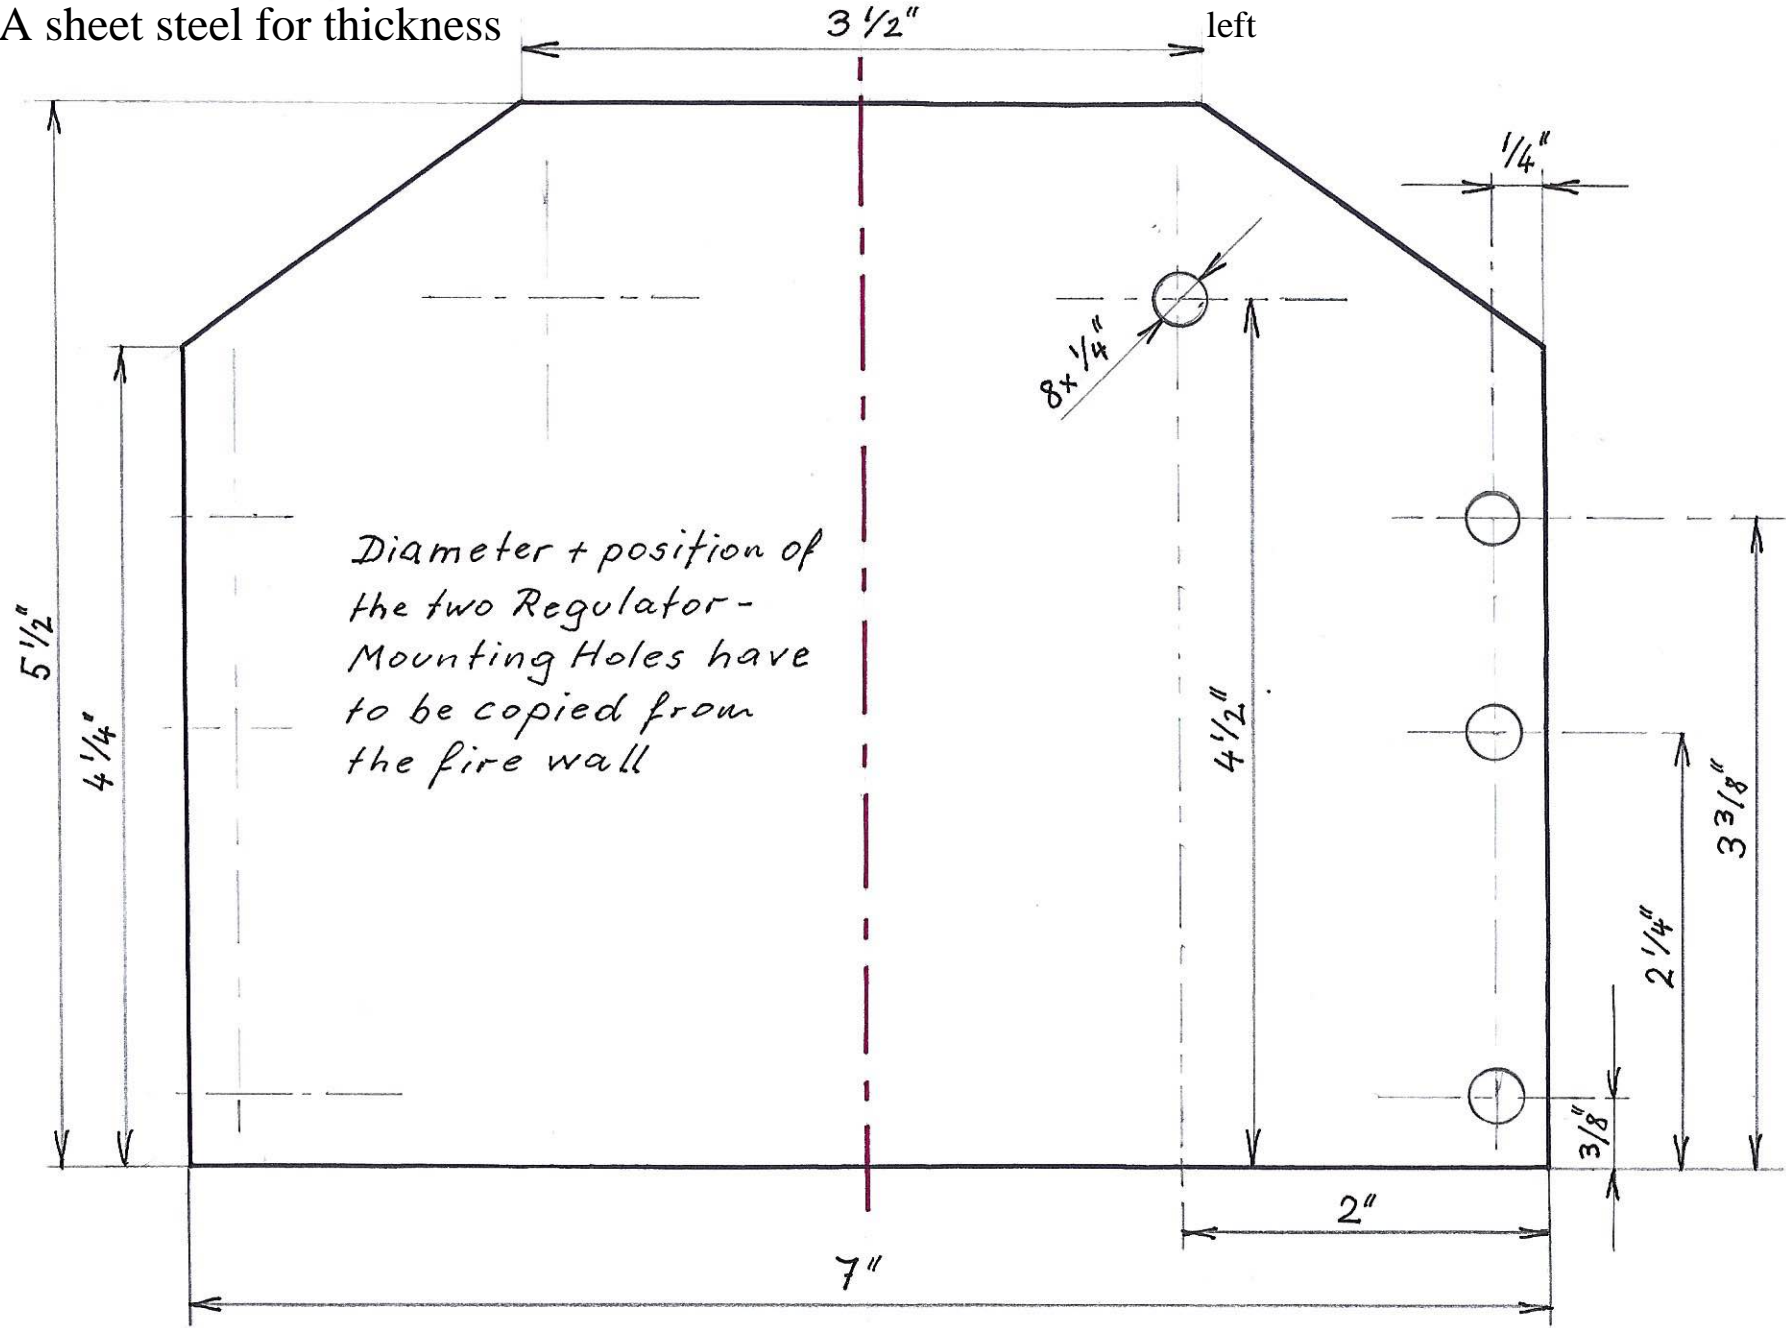 A sheet steel for thickness
3 1/2"
left
1/4"
8x 1/4"
Diameter + position of
the two Regulator-
Mounting Holes have
to be copied from
the fire wall
5 1/2"
4 1/4"
4 1/2"
3 3/8"
2 1/4"
3/8"
2"
7"